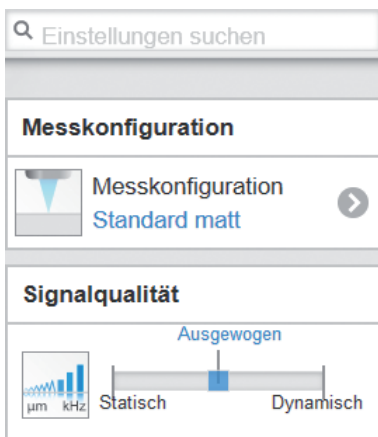 Einstellungen suchen
Messkonfiguration
Messkonfiguration
Standard matt
Signalqualität
Ausgewogen
µm kHz
Statisch Dynamisch